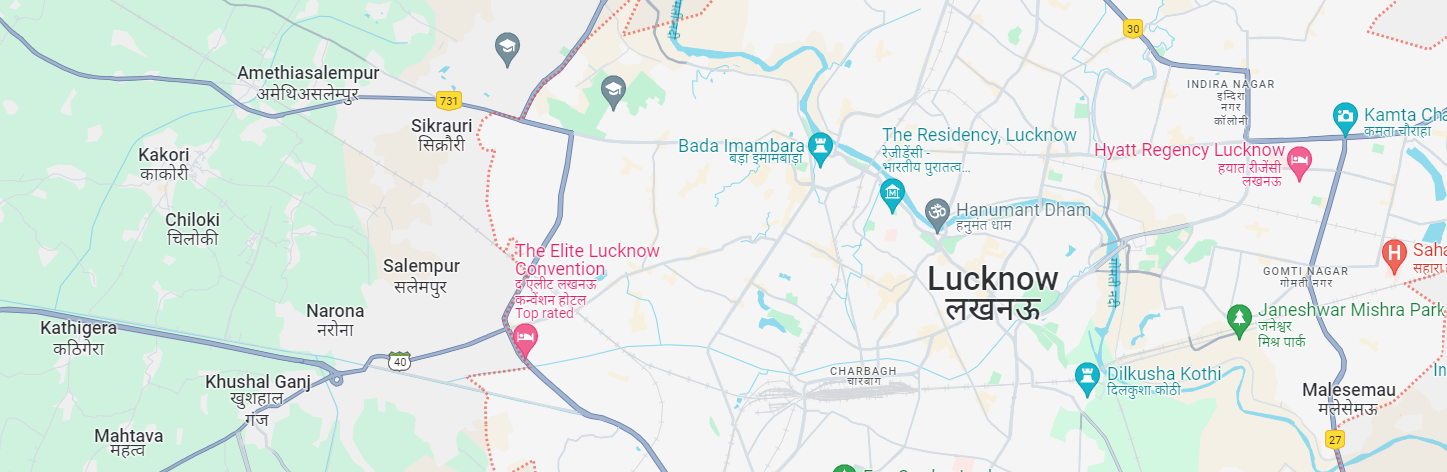 30
Amethiasalempur
अमेथिअसलेम्पुर
731
INDIRA NAGAR
इन्दिरा
नगर
कॉलोनी
Sikrauri
सिक्रौरी
Kamta Cha
कमता चौराहा
The Residency, Lucknow
रेजीडेंसी -
भारतीय पुरातत्व...
Bada Imambara
बड़ा इमामबाड़ा
Hyatt Regency Lucknow
हयात रीजेंसी
लखनऊ
Kakori
काकोरी
Chiloki
चिलोकी
Hanumant Dham
हनुमंत धाम
The Elite Lucknow
Convention
द एलीट लखनऊ
कन्वेंशन होटल
Top rated
Salempur
सलेमपुर
Saha
सहारा
Lucknow
लखनऊ
गोमती नदी
GOMTI NAGAR
गोमती नगर
Narona
नरोना
Janeshwar Mishra Park
जनेश्वर
मिश्र पार्क
Kathigera
कठिगेरा
40
CHARBAGH
चारबाग
Dilkusha Kothi
दिलकुशा कोठी
In
Khushal Ganj
खुशहाल
गंज
Malesemau
मलेसेमऊ
Mahtava
महत्व
27